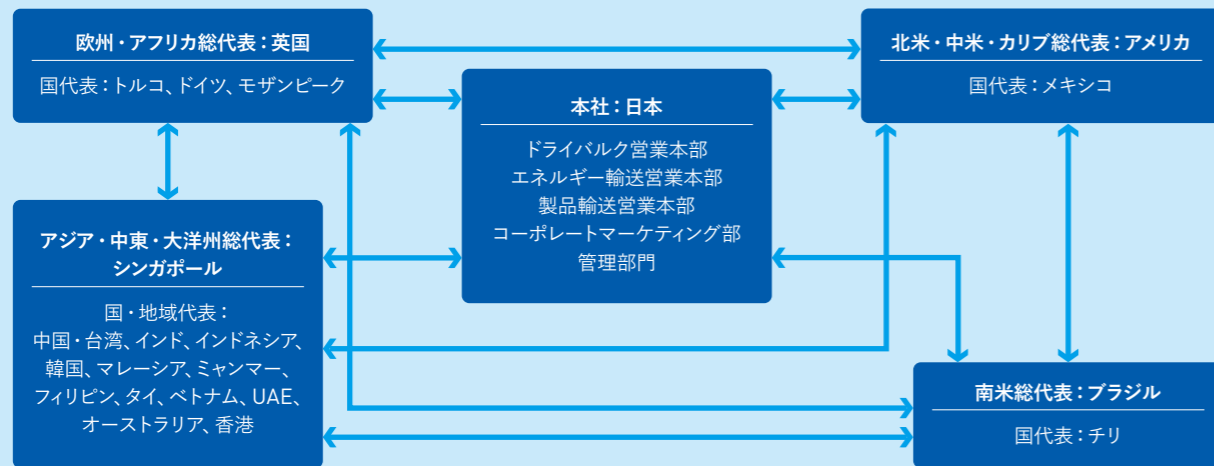 欧州・アフリカ総代表：英国
国代表：トルコ、ドイツ、モザンビーク
北米・中米・カリブ総代表：アメリカ
国代表：メキシコ
本社：日本
ドライバルク営業本部
エネルギー輸送営業本部
製品輸送営業本部
コーポレートマーケティング部
管理部門
アジア・中東・大洋州総代表：
シンガポール
国・地域代表：
中国・台湾、インド、インドネシア、
韓国、マレーシア、ミャンマー、
フィリピン、タイ、ベトナム、UAE、
オーストラリア、香港
南米総代表：ブラジル
国代表：チリ